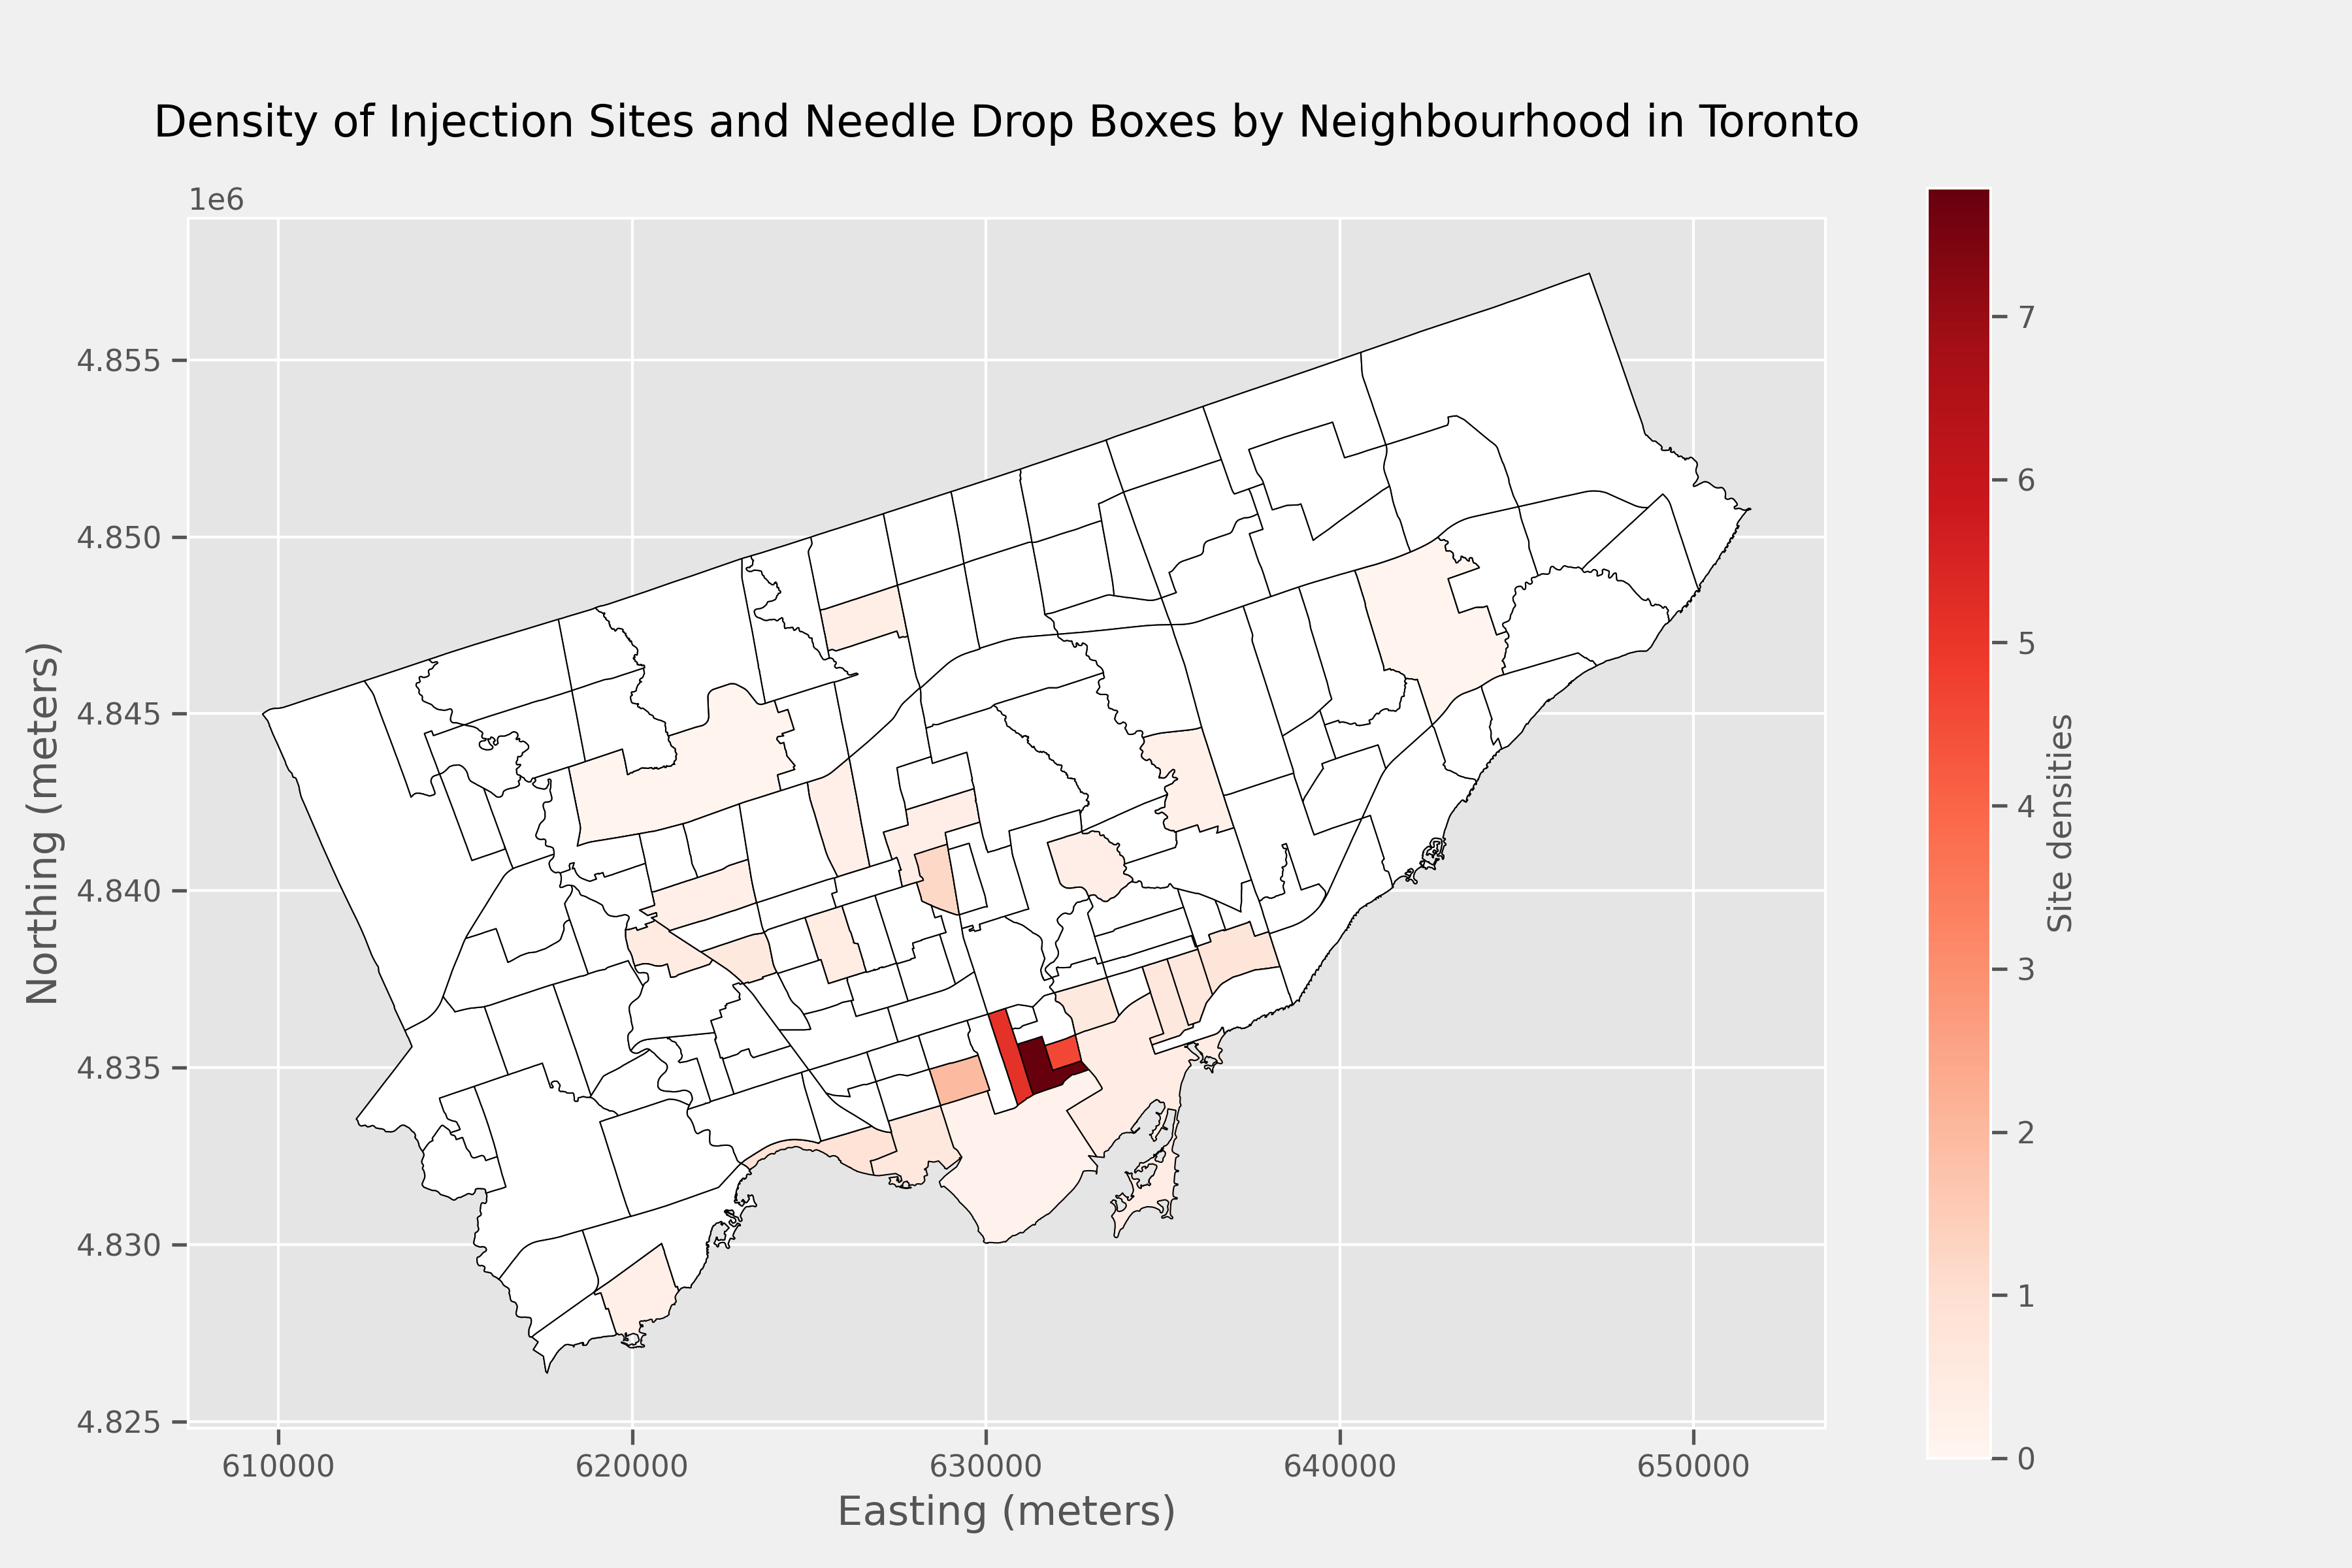 Density of Injection Sites and Needle Drop Boxes by Neighbourhood in Toronto
1e6
4.855
4.850
4.845
4.840
4.835
4.830
4.825
Northing (meters)
610000 620000 630000 640000 650000
Easting (meters)
7
6
5
4
3
2
1
0
Site densities